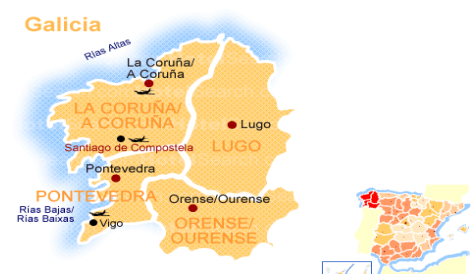 Galicia
Rías Altas
La Coruña/
A Coruña
LA CORUÑA/
A CORUÑA
Lugo
Santiago de Compostela
LUGO
Pontevedra
PONTEVEDRA
Orense/Ourense
Rías Bajas/
Rías Baixas
Vigo
ORENSE/
OURENSE